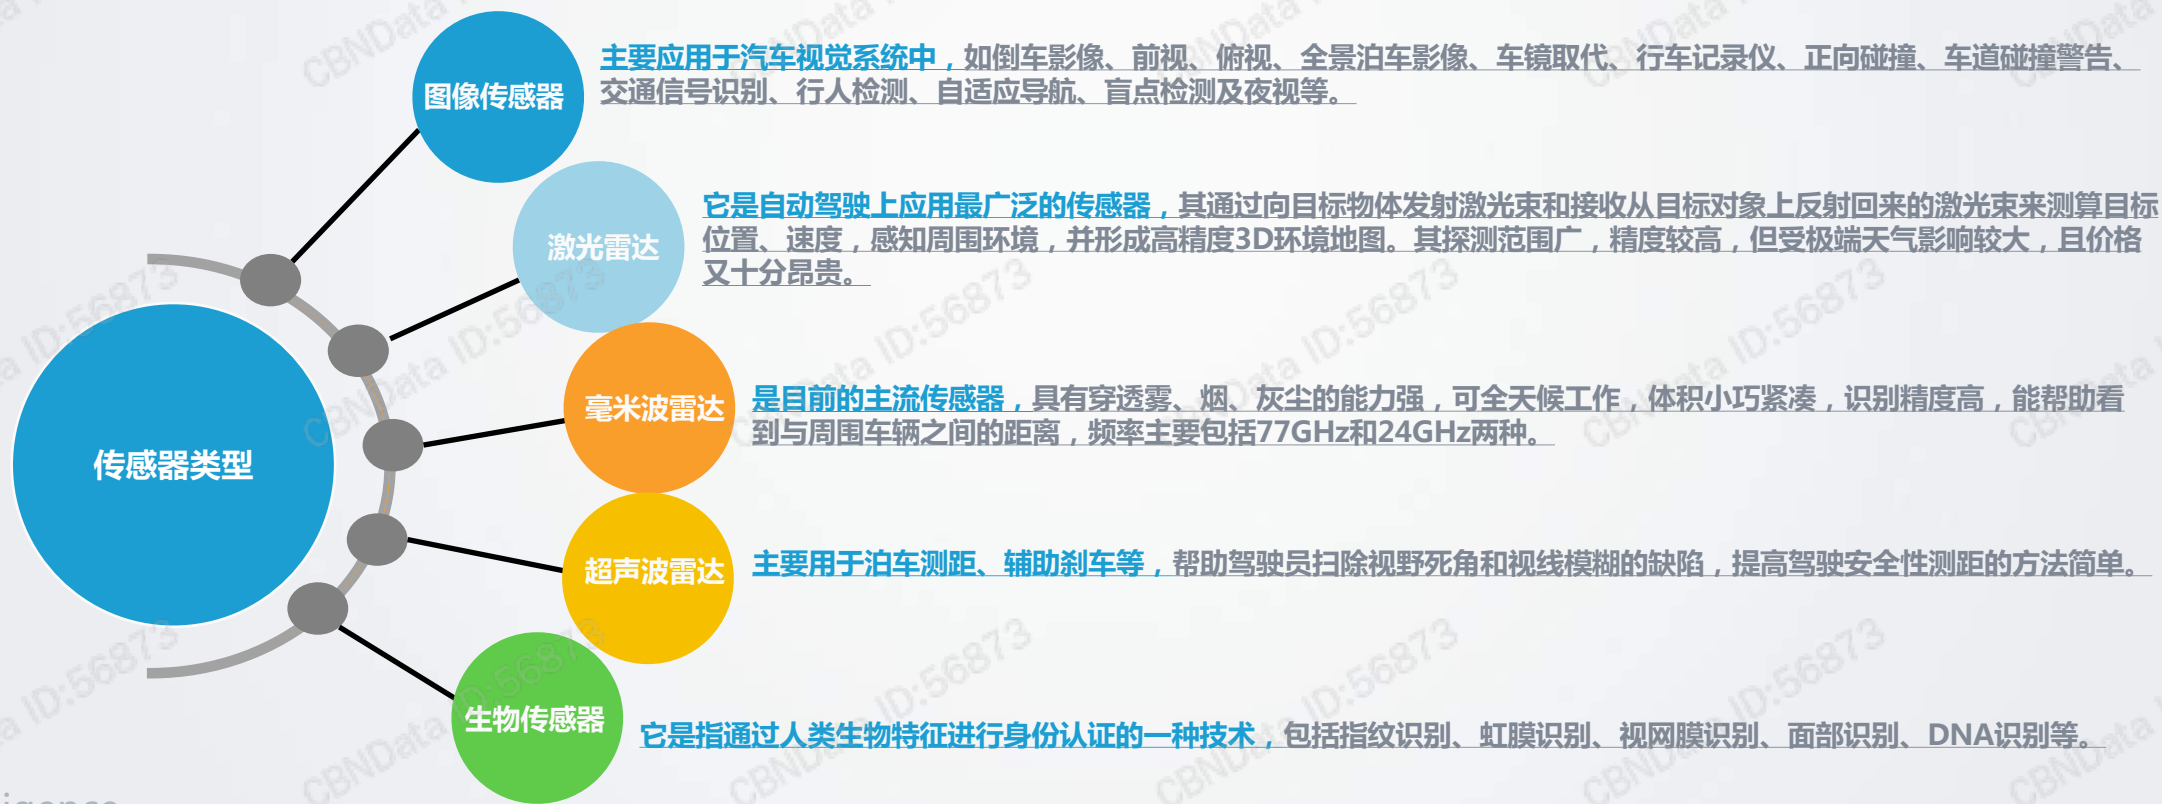 图像传感器
主要应用于汽车视觉系统中，如倒车影像、前视、俯视、全景泊车影像、车镜取代、行车记录仪、正向碰撞、车道碰撞警告、
交通信号识别、行人检测、自适应导航、盲点检测及夜视等。
激光雷达
它是自动驾驶上应用最广泛的传感器，其通过向目标物体发射激光束和接收从目标对象上反射回来的激光束来测算目标
位置、速度，感知周围环境，并形成高精度3D环境地图。其探测范围广，精度较高，但受极端天气影响较大，且价格
又十分昂贵。
毫米波雷达
是目前的主流传感器，具有穿透雾、烟、灰尘的能力强，可全天候工作，体积小巧紧凑，识别精度高，能帮助看
到与周围车辆之间的距离，频率主要包括77GHz和24GHz两种。
传感器类型
超声波雷达
主要用于泊车测距、辅助刹车等，帮助驾驶员扫除视野死角和视线模糊的缺陷，提高驾驶安全性测距的方法简单。
生物传感器
它是指通过人类生物特征进行身份认证的一种技术，包括指纹识别、虹膜识别、视网膜识别、面部识别、DNA识别等。
CBNData ID:56873